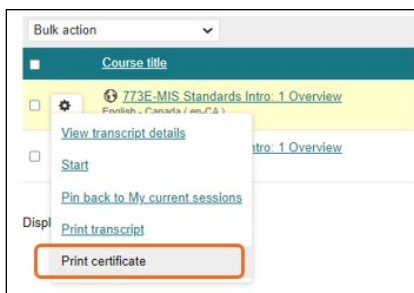 Bulk action
Course title
773E-MIS Standards Intro: 1 Overview
English - Canada ( en-CA )
View transcript details
ntro: 1 Overview
Start
Pin back to My current sessions
Displ
Print transcript
Print certificate